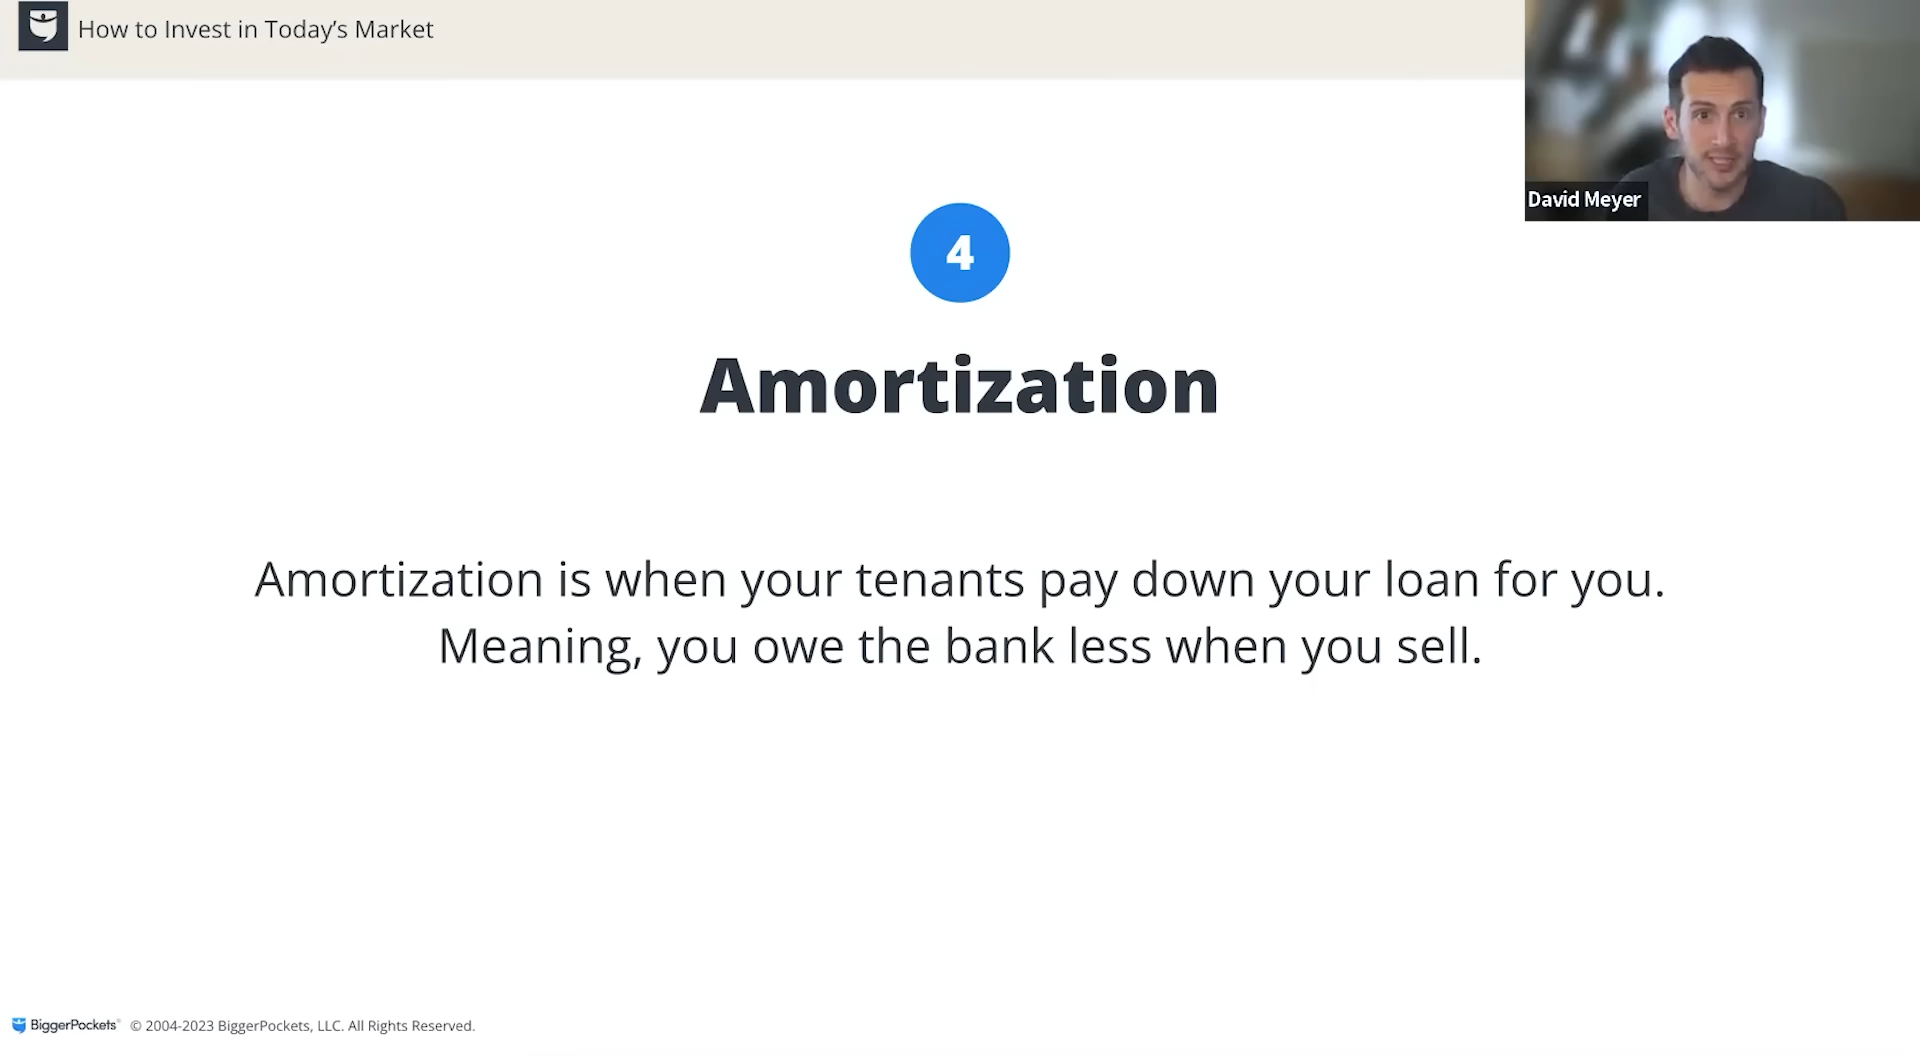 How to Invest in Today’s Market
David Meyer
4
Amortization
Amortization is when your tenants pay down your loan for you.
Meaning, you owe the bank less when you sell.
BiggerPockets® © 2004-2023 BiggerPockets, LLC. All Rights Reserved.